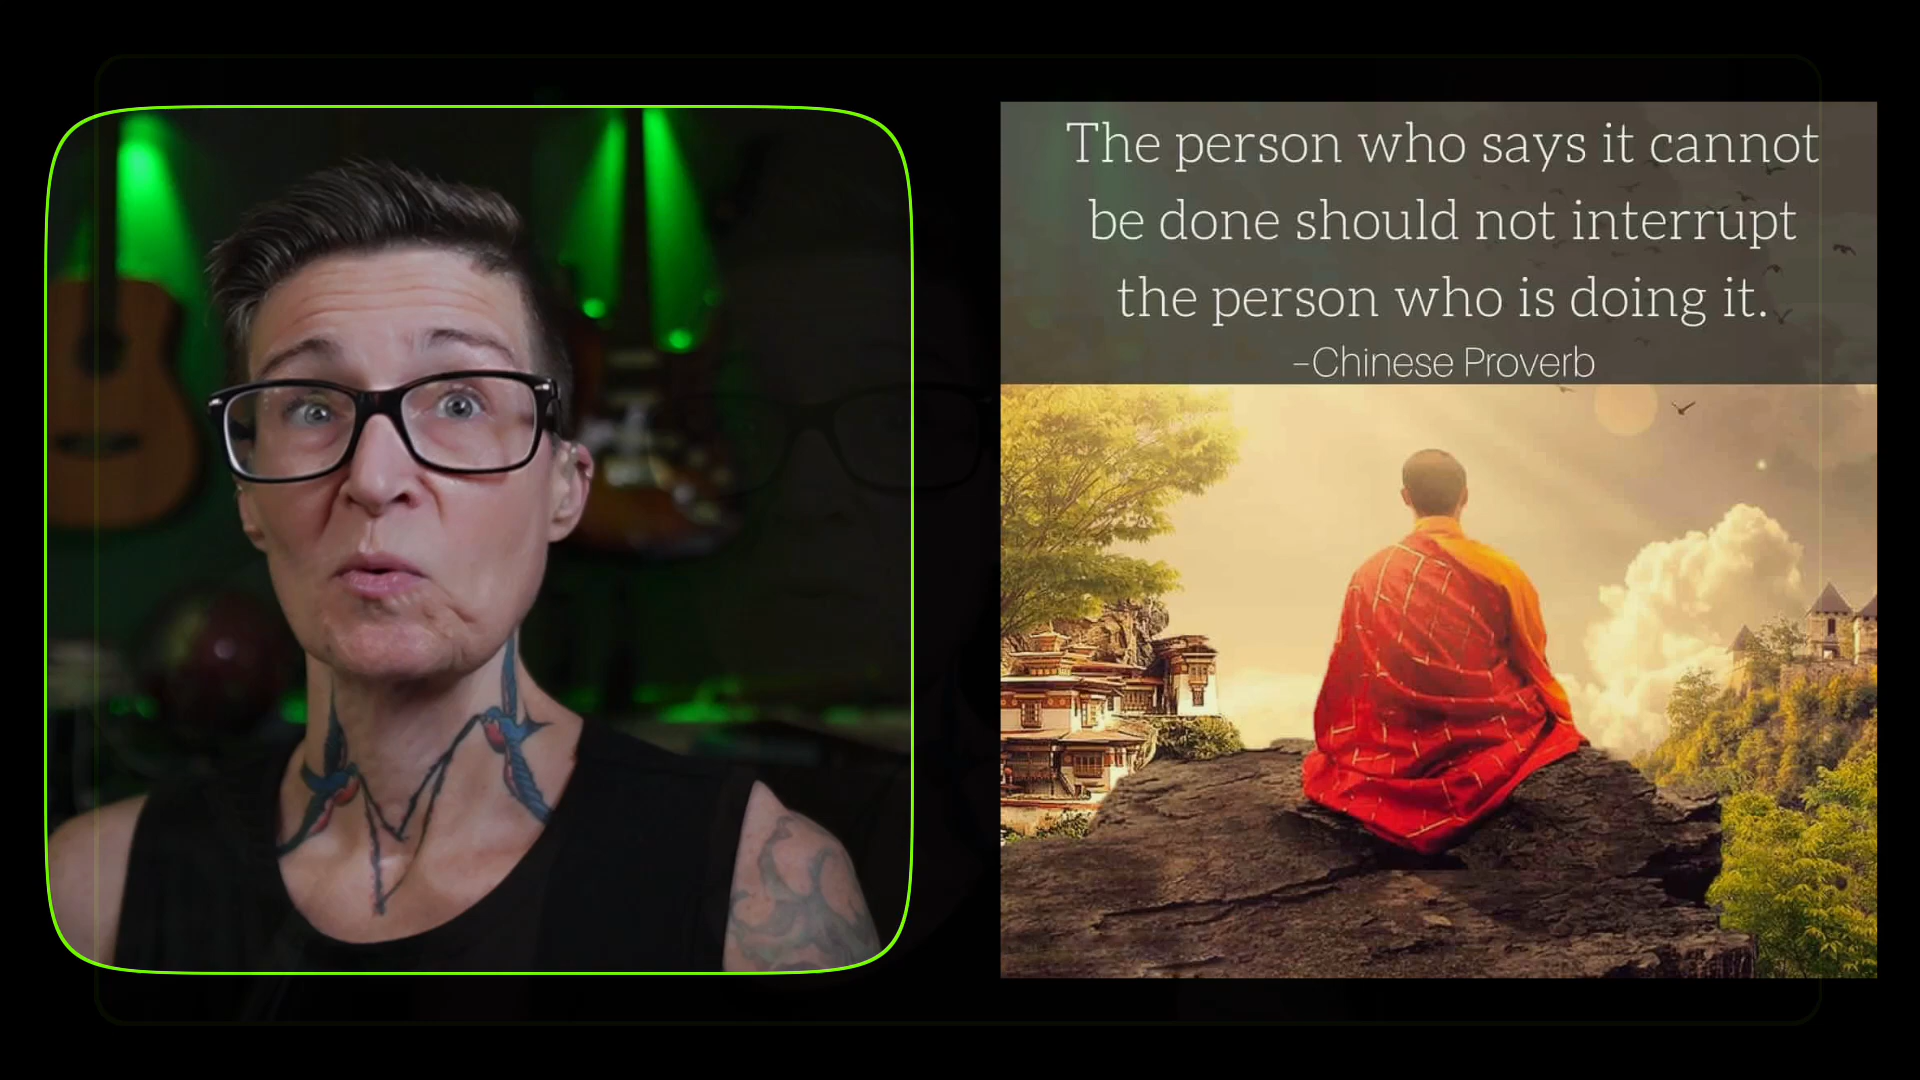 The person who says it cannot
be done should not interrupt
the person who is doing it.
–Chinese Proverb